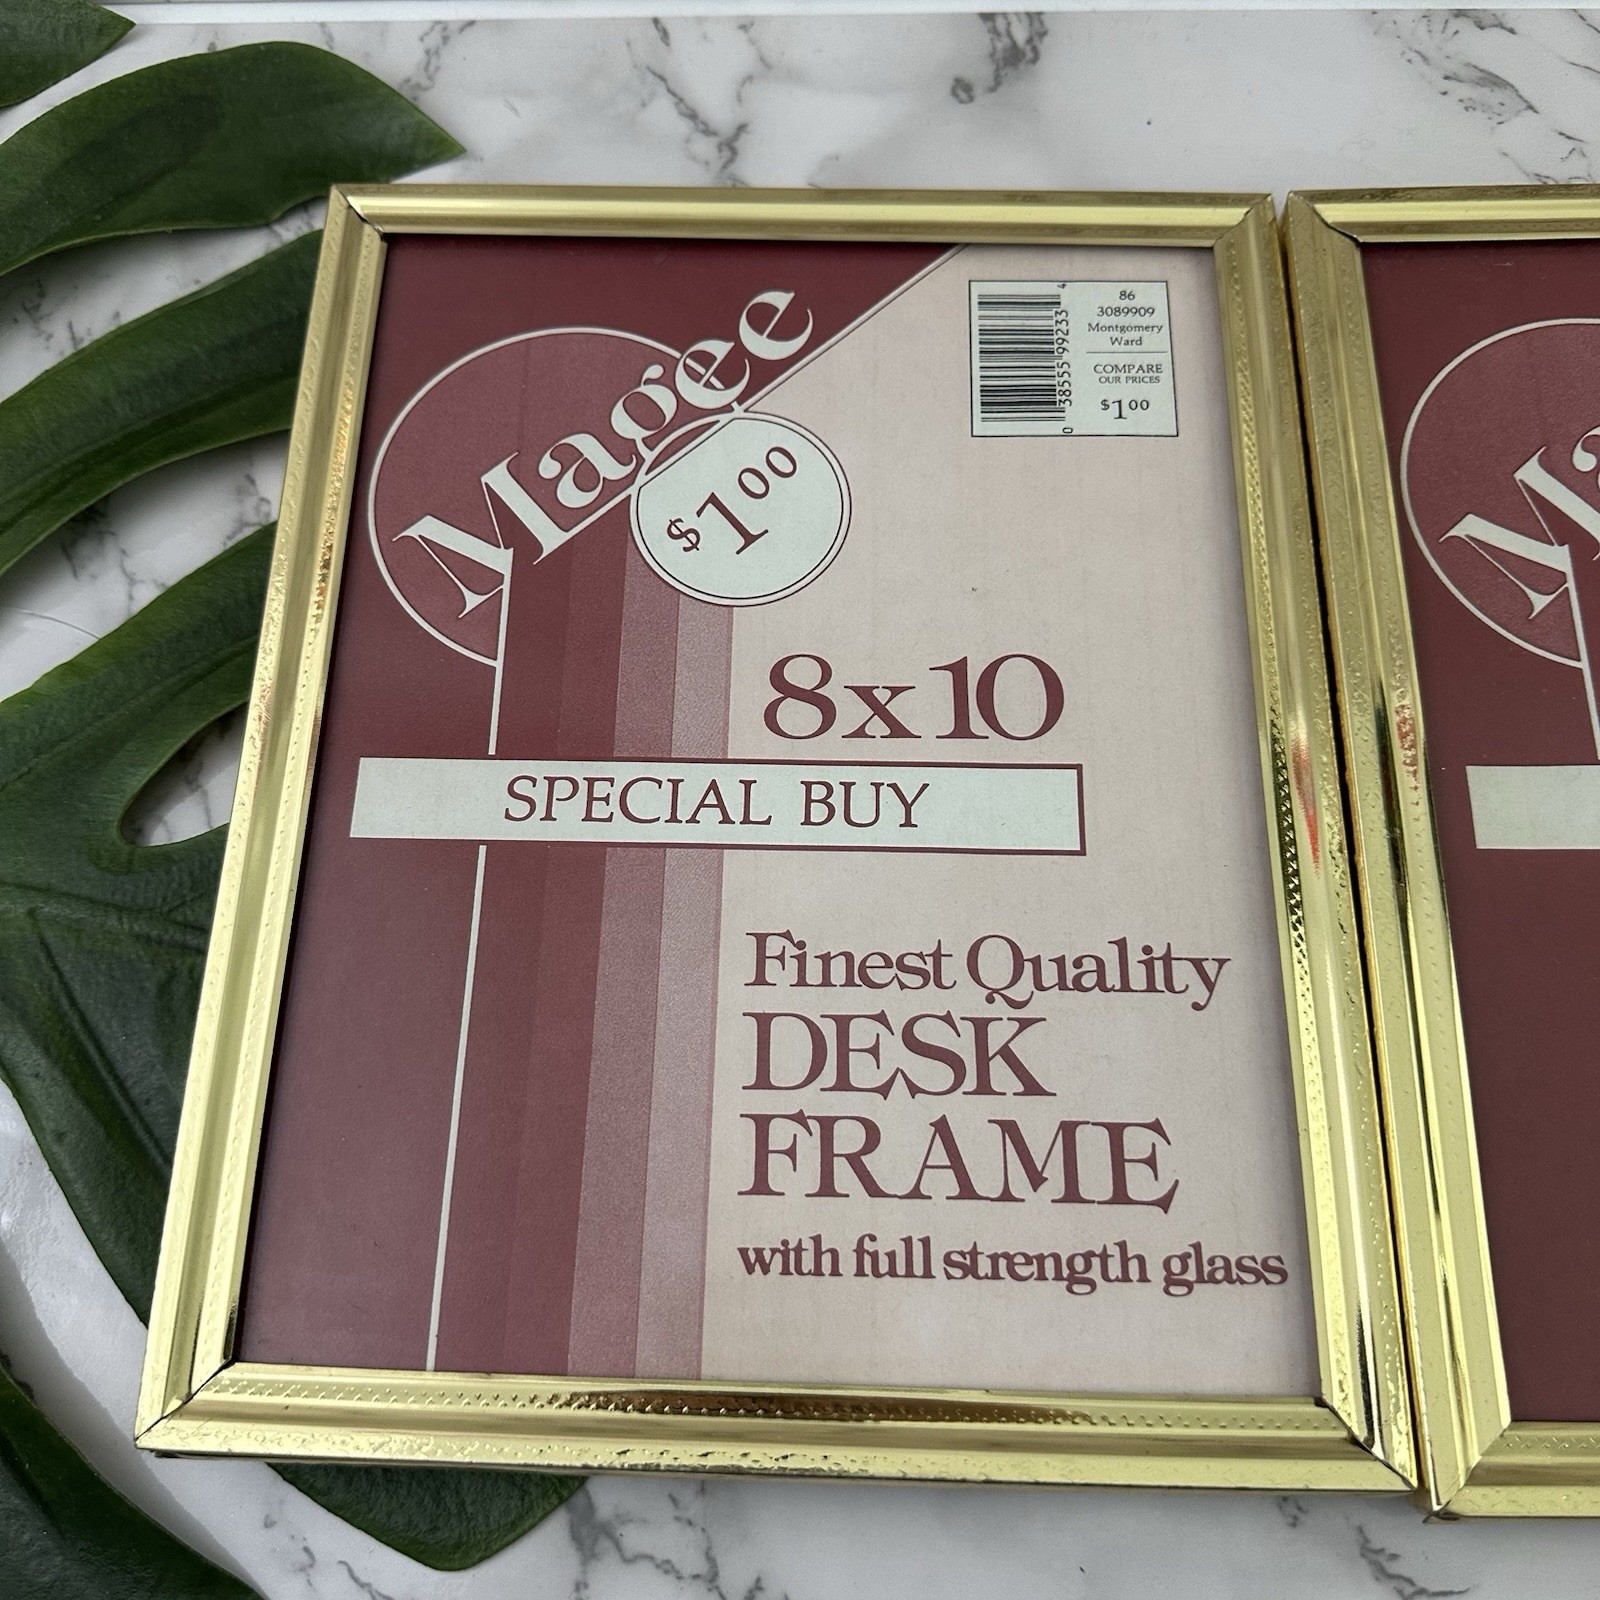 Magee
$1.00
86
3089909
Montgomery
Ward
COMPARE
OUR PRICES
$1.00
0 38555 99233 4
8x10
SPECIAL BUY
Finest Quality
DESK
FRAME
with full strength glass
Ma